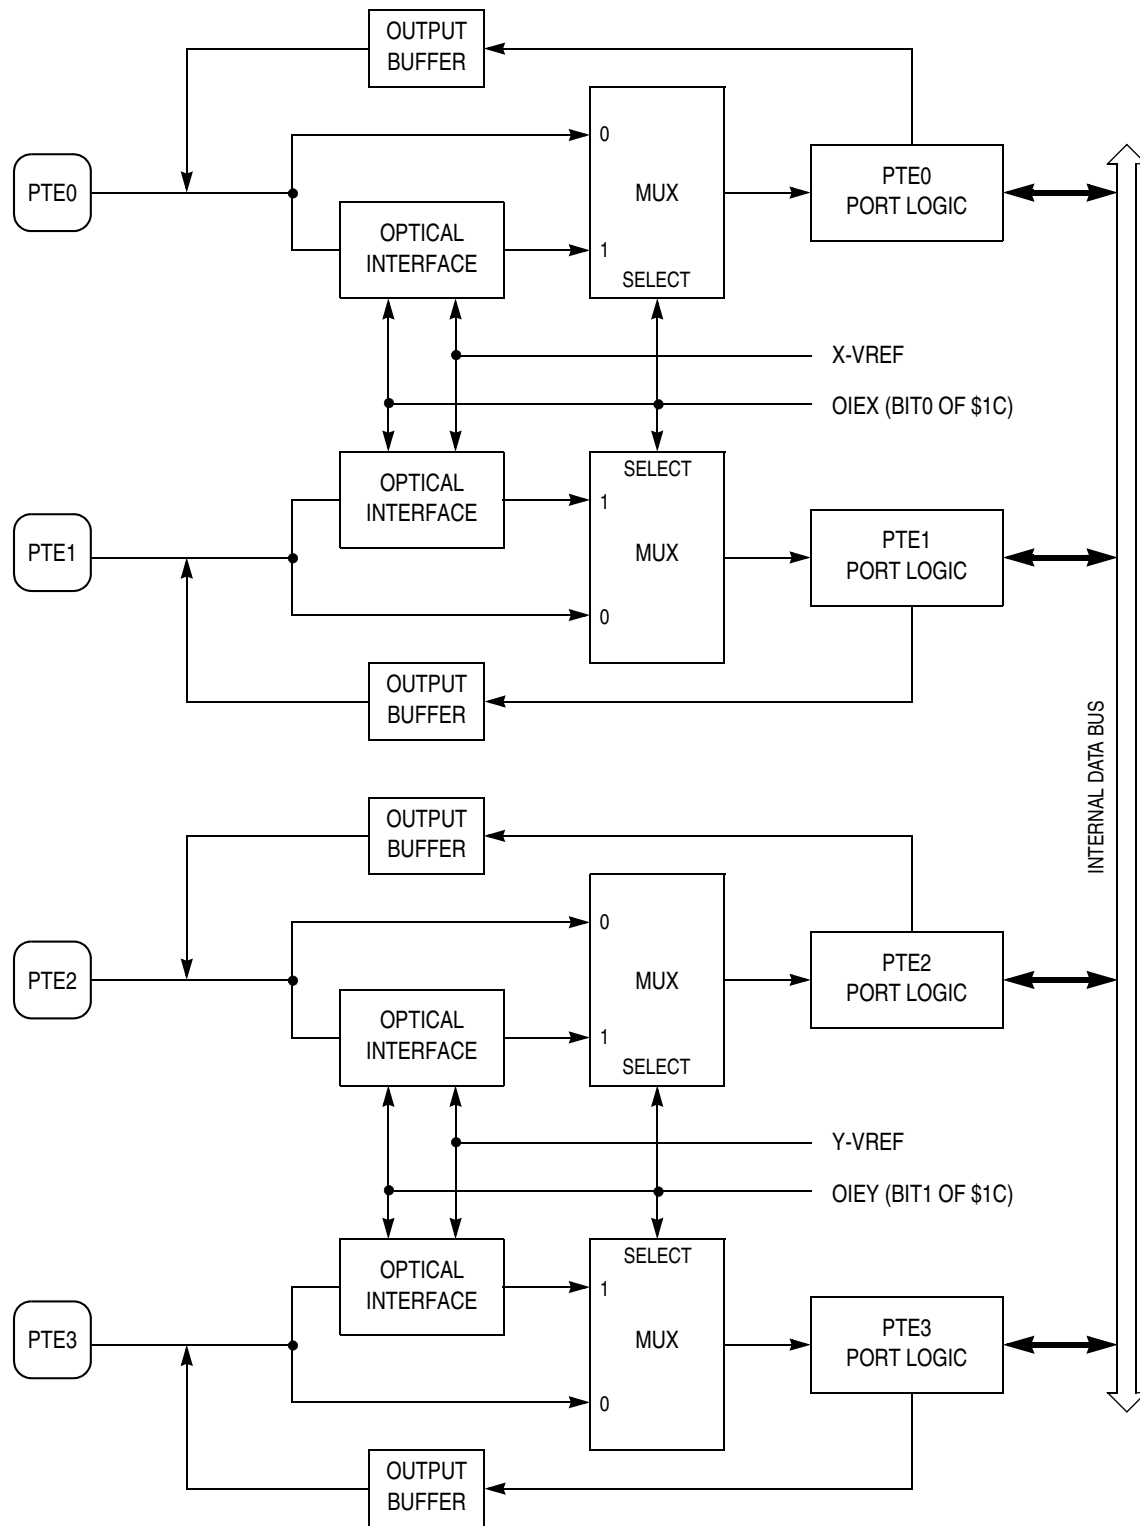 OUTPUT
BUFFER
0
PTE0
MUX
PTE0
PORT LOGIC
OPTICAL
INTERFACE
1
SELECT
X-VREF
OIEX (BIT0 OF $1C)
SELECT
OPTICAL
INTERFACE
1
PTE1
MUX
PTE1
PORT LOGIC
0
OUTPUT
BUFFER
INTERNAL DATA BUS
OUTPUT
BUFFER
0
PTE2
MUX
PTE2
PORT LOGIC
OPTICAL
INTERFACE
1
SELECT
Y-VREF
OIEY (BIT1 OF $1C)
SELECT
OPTICAL
INTERFACE
1
PTE3
MUX
PTE3
PORT LOGIC
0
OUTPUT
BUFFER